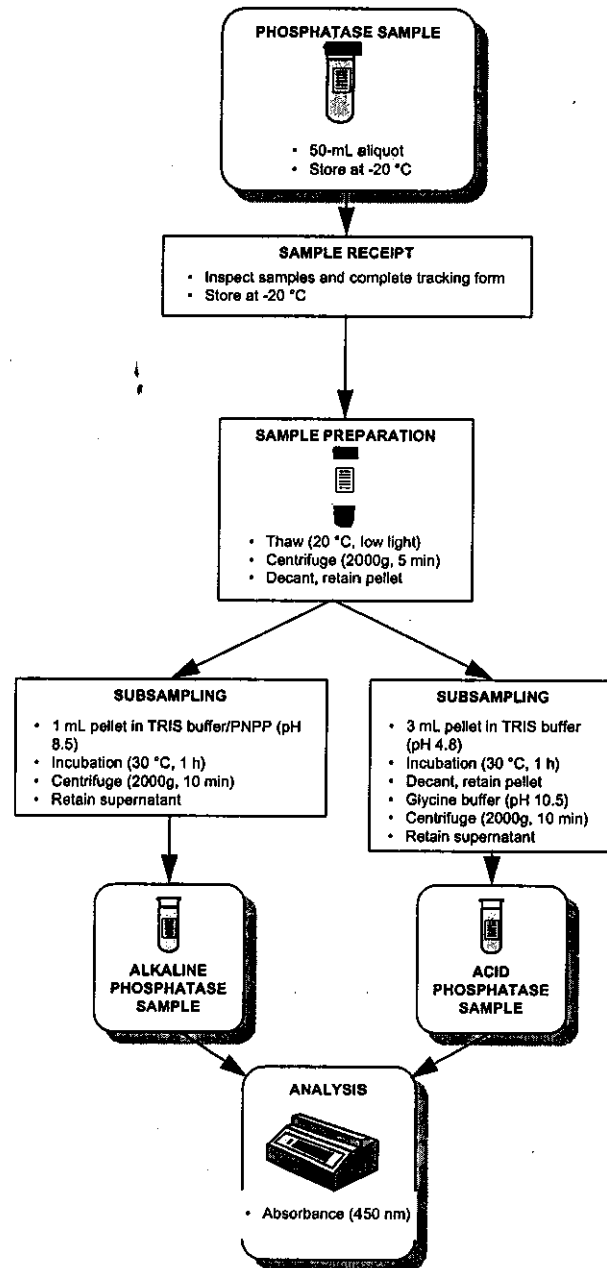 PHOSPHATASE SAMPLE
• 50-mL aliquot
• Store at -20 °C
SAMPLE RECEIPT
• Inspect samples and complete tracking form
• Store at -20 °C
SAMPLE PREPARATION
• Thaw (20 °C, low light)
• Centrifuge (2000g, 5 min)
• Decant, retain pellet
SUBSAMPLING
• 1 mL pellet in TRIS buffer/PNPP (pH
8.5)
• Incubation (30 °C, 1 h)
• Centrifuge (2000g, 10 min)
• Retain supernatant
SUBSAMPLING
• 3 mL pellet in TRIS buffer
(pH 4.8)
• Incubation (30 °C, 1 h)
• Decant, retain pellet
• Glycine buffer (pH 10.5)
• Centrifuge (2000g, 10 min)
• Retain supernatant
ALKALINE
PHOSPHATASE
SAMPLE
ACID
PHOSPHATASE
SAMPLE
ANALYSIS
• Absorbance (450 nm)